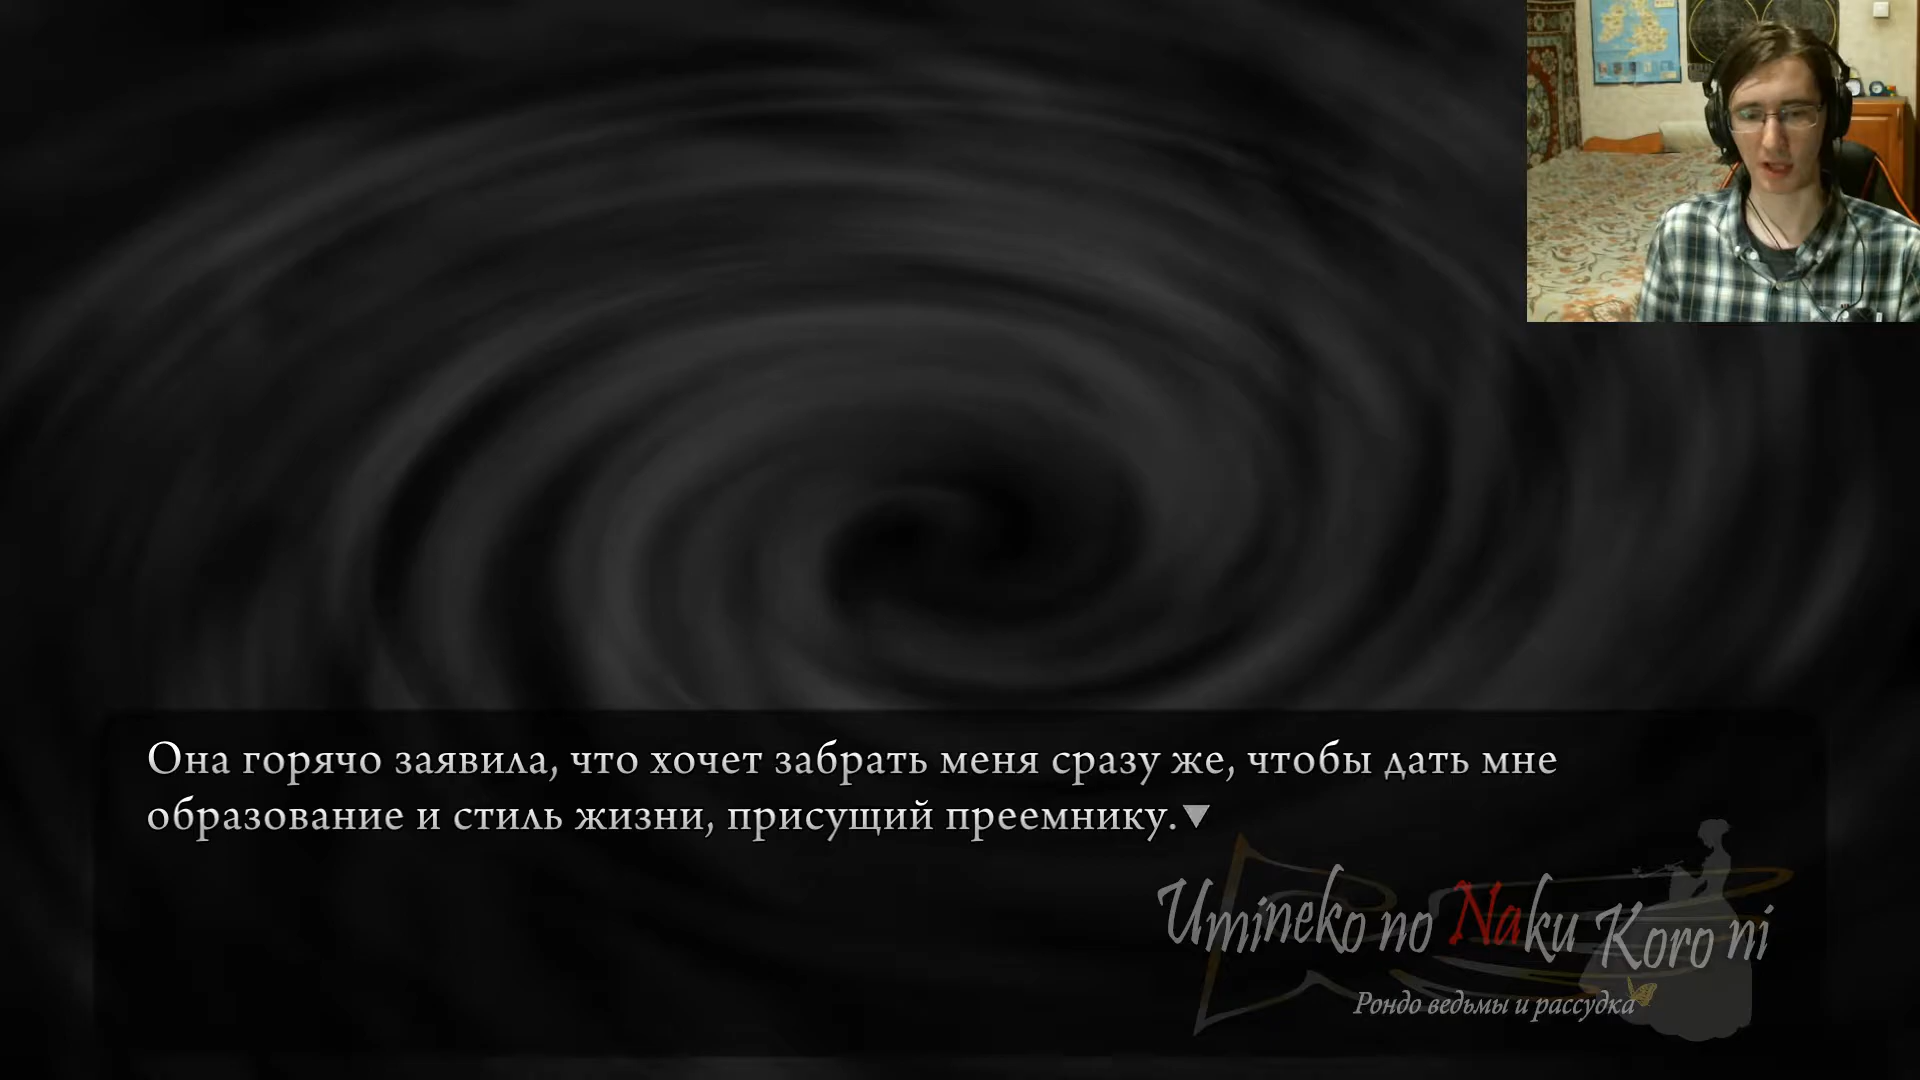 Она горячо заявила, что хочет забрать меня сразу же, чтобы дать мне
образование и стиль жизни, присущий преемнику.
Umineko no Naku Koro ni
Рондо ведьмы и рассудка